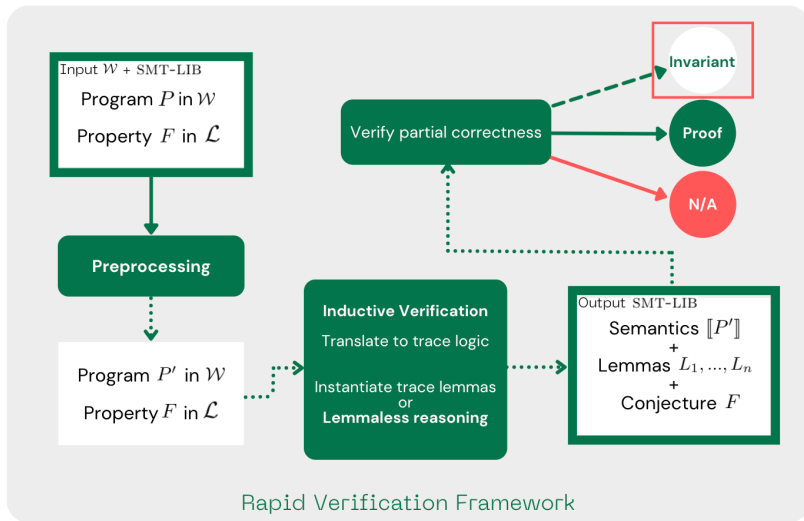 Input 𝒲 + SMT-LIB
Program P in 𝒲
Property F in ℒ
Preprocessing
Program P′ in 𝒲
Property F in ℒ
Inductive Verification
Translate to trace logic
Instantiate trace lemmas
or
Lemmaless reasoning
Output SMT-LIB
Semantics ⟦P′⟧
+
Lemmas L₁, ..., Lₙ
+
Conjecture F
Verify partial correctness
Invariant
Proof
N/A
Rapid Verification Framework